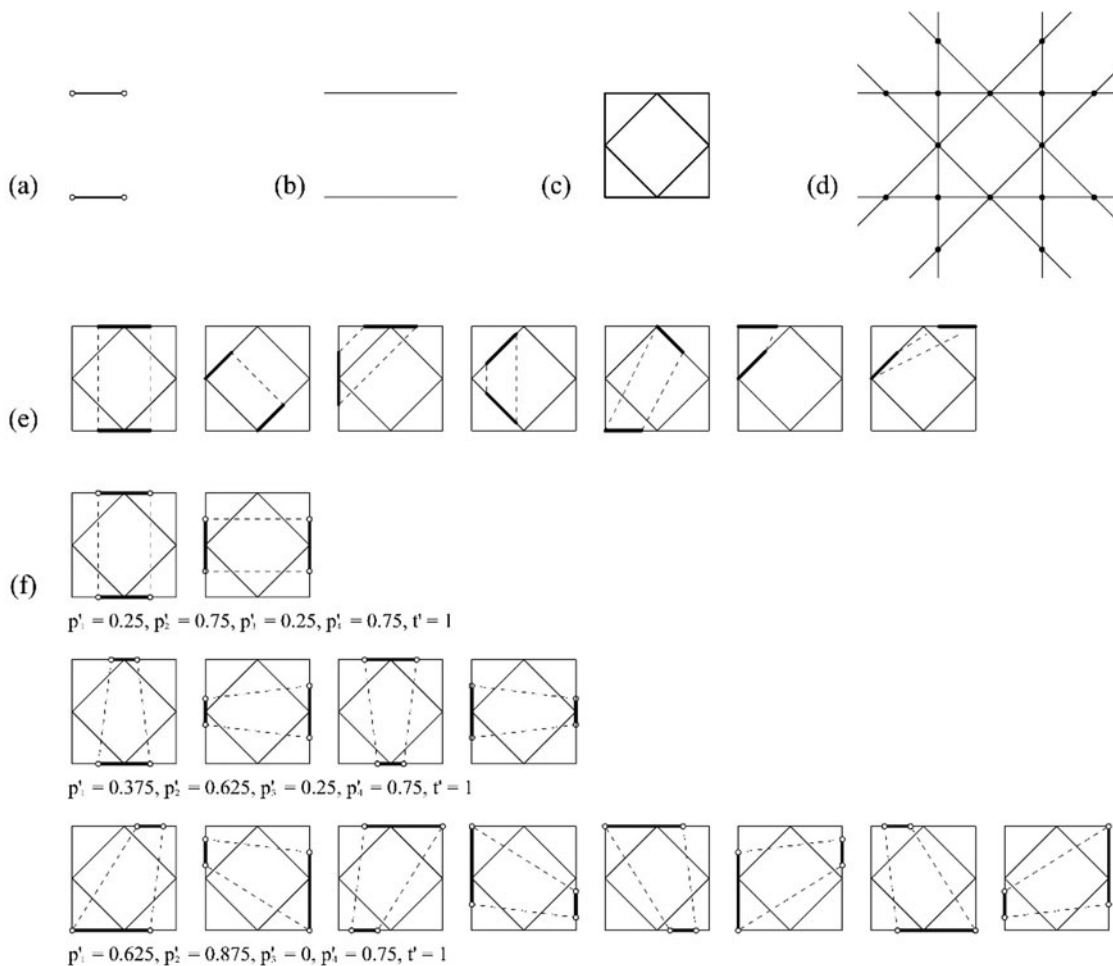 (a)
(b)
(c)
(d)
(e)
(f)
p'₁ = 0.25, p'₂ = 0.75, p'₃ = 0.25, p'₄ = 0.75, t' = 1
p'₁ = 0.375, p'₂ = 0.625, p'₃ = 0.25, p'₄ = 0.75, t' = 1
p'₁ = 0.625, p'₂ = 0.875, p'₃ = 0, p'₄ = 0.75, t' = 1